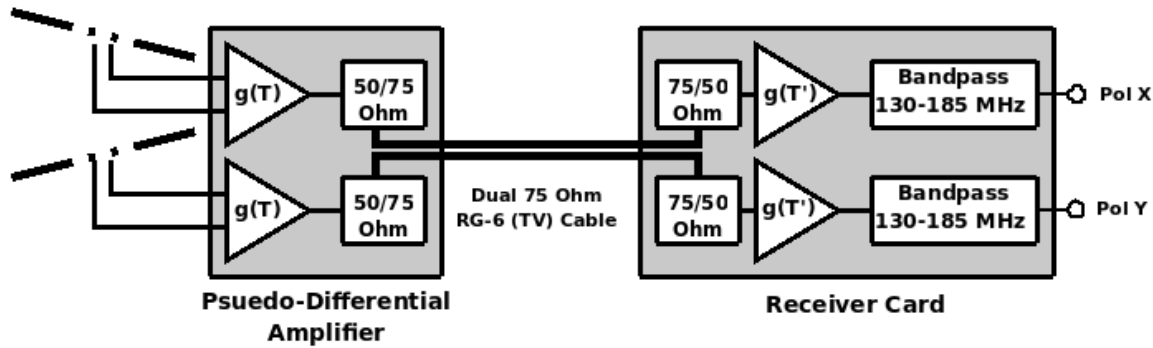 g(T)
50/75
Ohm
75/50
Ohm
g(T')
Bandpass
130-185 MHz
Pol X
g(T)
50/75
Ohm
Dual 75 Ohm
RG-6 (TV) Cable
75/50
Ohm
g(T')
Bandpass
130-185 MHz
Pol Y
Psuedo-Differential
Amplifier
Receiver Card